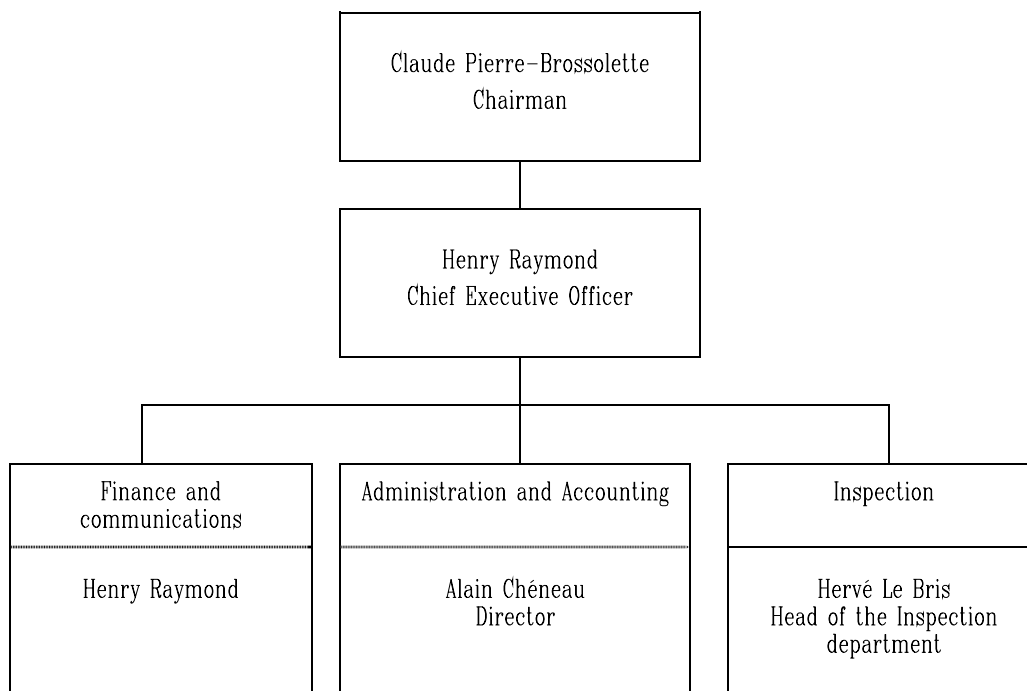 Claude Pierre-Brossolette
Chairman
Henry Raymond
Chief Executive Officer
Finance and
communications
Henry Raymond
Administration and Accounting
Alain Chéneau
Director
Inspection
Hervé Le Bris
Head of the Inspection
department